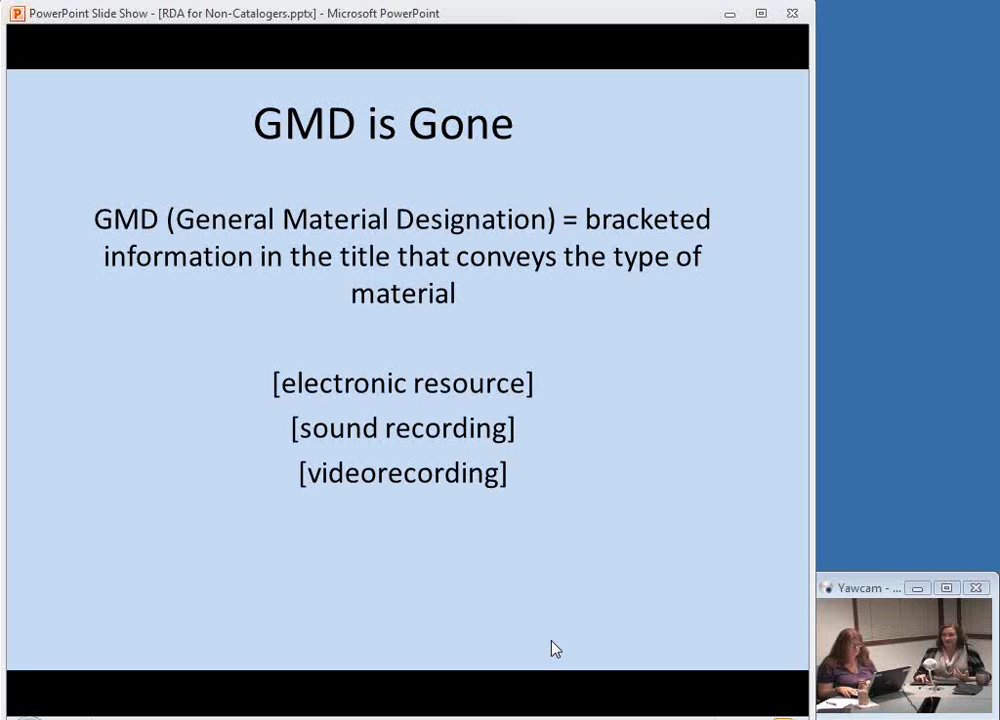 PowerPoint Slide Show - [RDA for Non-Catalogers.pptx] - Microsoft PowerPoint
GMD is Gone
GMD (General Material Designation) = bracketed
information in the title that conveys the type of
material
[electronic resource]
[sound recording]
[videorecording]
Yawcam - ...